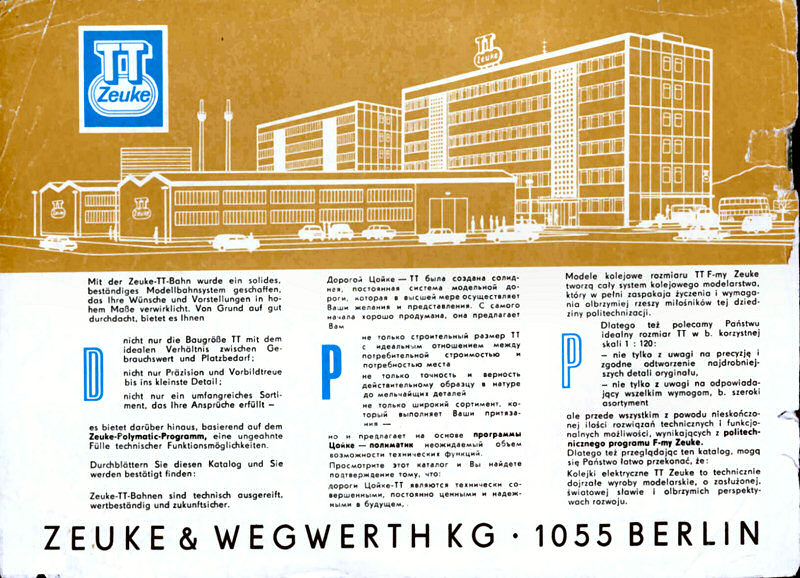 TT
Zeuke
TT
Zeuke
TT
Zeuke
TT
Zeuke
Mit der Zeuke-TT-Bahn wurde ein solides,
beständiges Modellbahnsystem geschaffen,
das Ihre Wünsche und Vorstellungen in ho-
hem Maße verwirklicht. Von Grund auf gut
durchdacht, bietet es Ihnen
D
nicht nur die Baugröße TT mit dem
idealen Verhältnis zwischen Ge-
brauchswert und Platzbedarf;
nicht nur Präzision und Vorbildtreue
bis ins kleinste Detail;
nicht nur ein umfangreiches Sorti-
ment, das Ihre Ansprüche erfüllt –
es bietet darüber hinaus, basierend auf dem
Zeuke-Polymatic-Programm, eine ungeahnte
Fülle technischer Funktionsmöglichkeiten.
Durchblättern Sie diesen Katalog und Sie
werden bestätigt finden:
Zeuke-TT-Bahnen sind technisch ausgereift,
wertbeständig und zukunftsicher.
Дорогой Цойке — ТТ была создана солид-
ная, постоянная система модельной до-
роги, которая в высшей мере осуществляет
Ваши желания и представления. С самого
начала хорошо продумана, она предлагает
Вам
Р
не только строительный размер ТТ
с идеальным отношением между
потребительной строимостью и
потребностью места
не только точность и верность
действительному образцу в натуре
до мельчайших деталей
не только широкий сортимент, ко-
торый выполняет Ваши притяза-
ния —
но и предлагает на основе программы
Цойке – полиматик неожидаемый объем
возможности технических функций.
Просмотрите этот каталог и Вы найдете
подтверждение тому, что:
дороги Цойке-ТТ являются технически со-
вершенными, постоянно ценными и надеж-
ными в будущем,
Modele kolejowe rozmiaru TT F-my Zeuke
tworzą cały system kolejowego modelarstwa,
który w pełni zaspakaja życzenia i wymaga-
nia olbrzymiej rzeszy miłośników tej dzied-
ziny politechnizacji.
P
Dlatego też polecamy Państwu
idealny rozmiar TT w b. korzystnej
skali 1 : 120:
– nie tylko z uwagi na precyzję i
zgodne odtworzenie najdrobniej-
szych detali oryginału,
– nie tylko z uwagi na odpowiada-
jący wszelkim wymogom, b. szeroki
asortyment
ale przede wszystkim z powodu nieskończo-
nej ilości rozwiązań technicznych i funkcjo-
nalnych możliwości, wynikających z politech-
nicznego programu F-my Zeuke.
Dlatego też przeglądając ten katalog, mogą
się Państwo łatwo przekonać, że:
Kolejki elektryczne TT Zeuke to technicznie
dojrzałe wyroby modelarskie, o zasłużonej,
światowej sławie i olbrzymich perspekty-
wach rozwoju.
ZEUKE & WEGWERTH KG · 1055 BERLIN